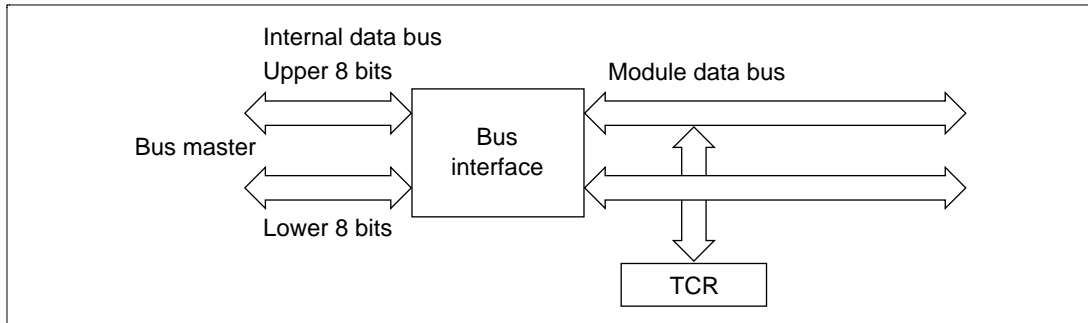 Internal data bus
Upper 8 bits
Module data bus
Bus master
Bus
interface
Lower 8 bits
TCR